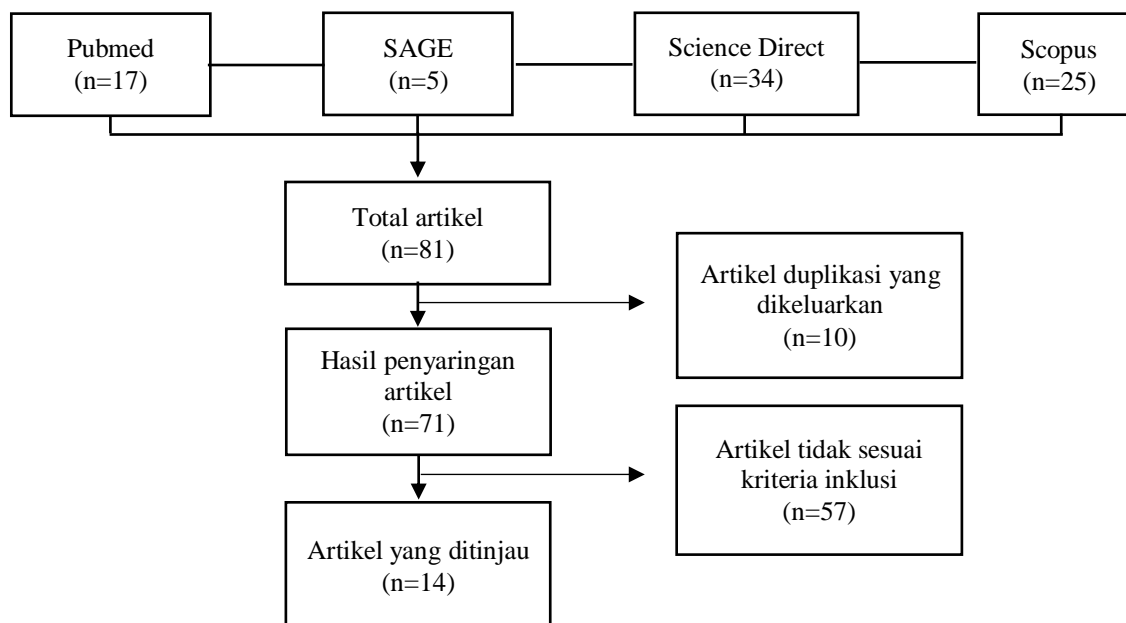 Pubmed
(n=17)
SAGE
(n=5)
Science Direct
(n=34)
Scopus
(n=25)
Total artikel
(n=81)
Artikel duplikasi yang
dikeluarkan
(n=10)
Hasil penyaringan
artikel
(n=71)
Artikel tidak sesuai
kriteria inklusi
(n=57)
Artikel yang ditinjau
(n=14)